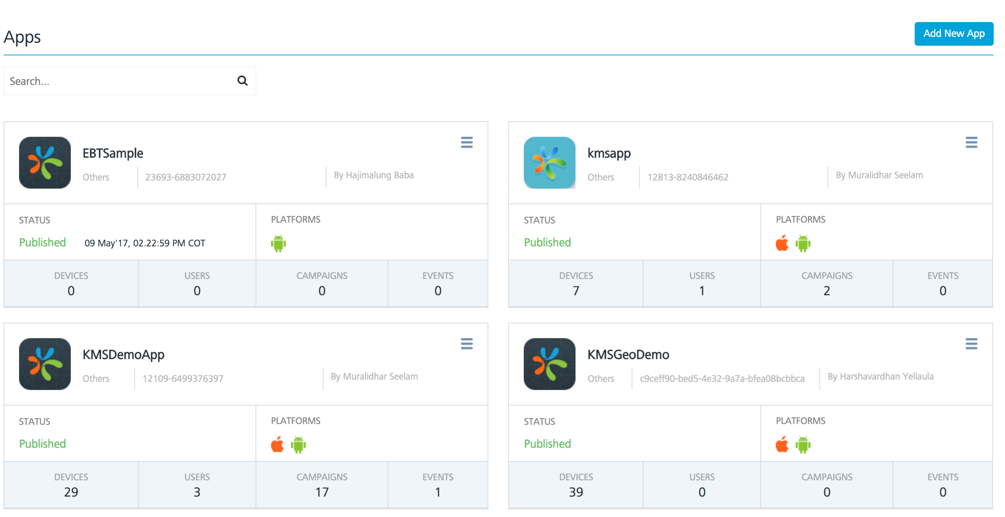 Apps
Add New App
Search...
EBTSample
Others 23693-6883072027 By Hajimalung Baba
STATUS PLATFORMS
Published 09 May'17, 02.22:59 PM COT
DEVICES USERS CAMPAIGNS EVENTS
0 0 0 0
kmsapp
Others 12813-8240846462 By Muralidhar Seelam
STATUS PLATFORMS
Published
DEVICES USERS CAMPAIGNS EVENTS
7 1 2 0
KMSDemoApp
Others 12109-6499376397 By Muralidhar Seelam
STATUS PLATFORMS
Published
DEVICES USERS CAMPAIGNS EVENTS
29 3 17 1
KMSGeoDemo
Others c9ceff90-bed5-4e32-9a7a-bfea08bcbbca By Harshavardhan Yellaula
STATUS PLATFORMS
Published
DEVICES USERS CAMPAIGNS EVENTS
39 0 0 0